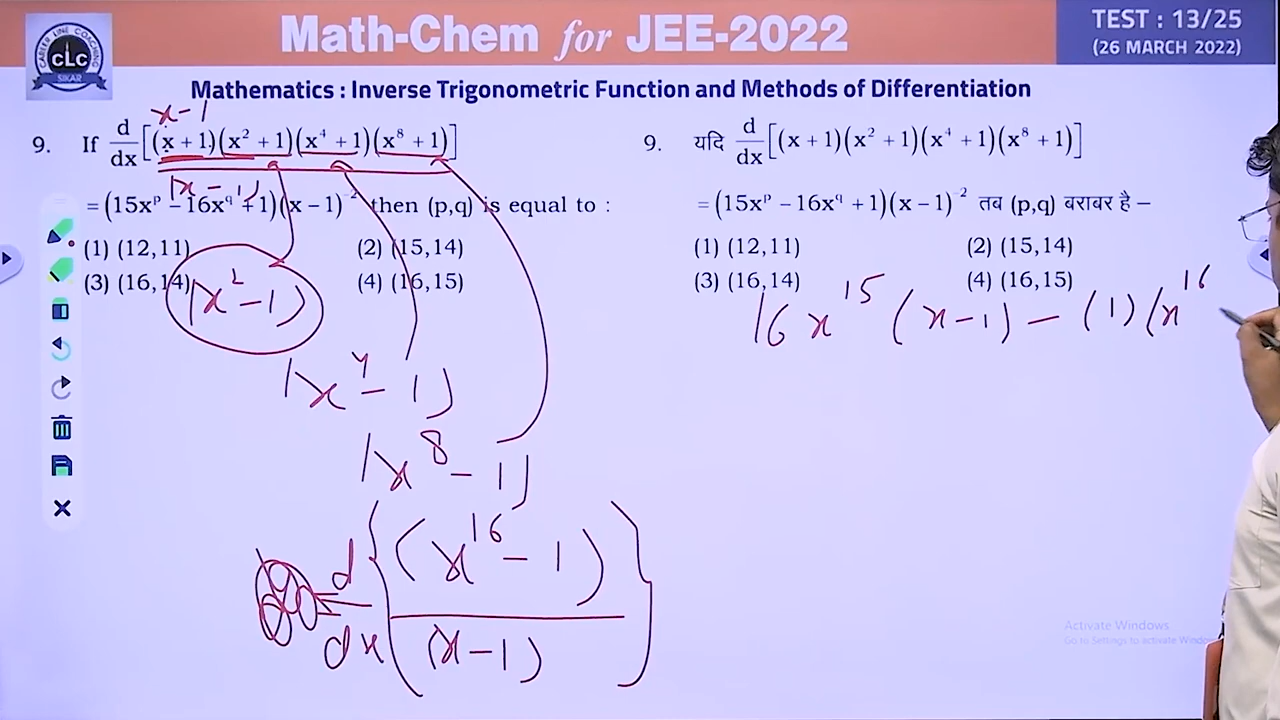 CAREER LINE COACHING
CLC
SIKAR
Math-Chem for JEE-2022
TEST : 13/25
(26 MARCH 2022)
Mathematics : Inverse Trigonometric Function and Methods of Differentiation
x-1
9. If d/dx [(x + 1)(x² + 1)(x⁴ + 1)(x⁸ + 1)]
(x-1)
= (15xᵖ − 16x^q + 1)(x − 1)⁻² then (p,q) is equal to :
(1) (12,11) (2) (15,14)
(3) (16,14) (4) (16,15)
(x²-1)
(x⁴-1)
(x⁸-1)
d/dx {(x¹⁶-1)/(x-1)}
9. यदि d/dx [(x + 1)(x² + 1)(x⁴ + 1)(x⁸ + 1)]
= (15xᵖ − 16x^q + 1)(x − 1)⁻² तब (p,q) बराबर है –
(1) (12,11) (2) (15,14)
(3) (16,14) (4) (16,15)
16x¹⁵(x-1)-(1)(x¹⁶
Activate Windows
Go to Settings to activate Windows